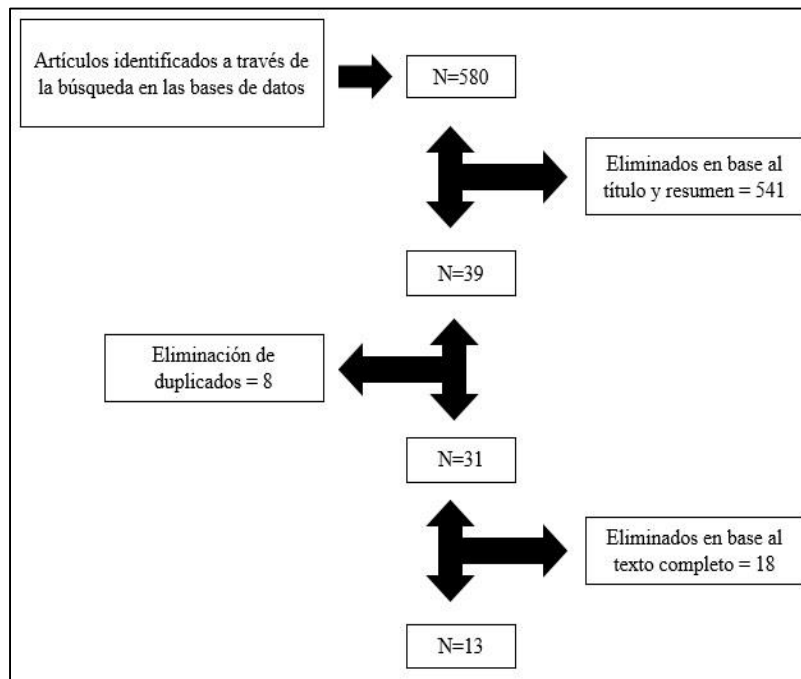 Artículos identificados a través de
la búsqueda en las bases de datos
N=580
Eliminados en base al
título y resumen = 541
N=39
Eliminación de
duplicados = 8
N=31
Eliminados en base al
texto completo = 18
N=13